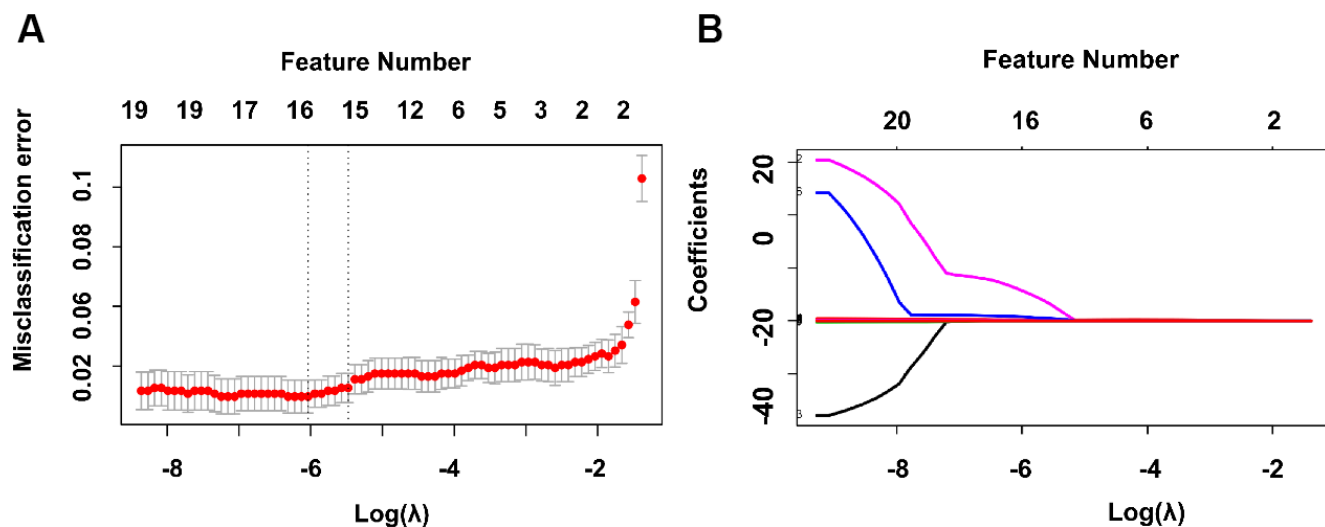 A
Feature Number
19 19 17 16 15 12 6 5 3 2 2
Misclassification error
0.1
0.08
0.06
0.02
-8 -6 -4 -2
Log(λ)
B
Feature Number
20 16 6 2
Coefficients
20
0
-20
-40
2
3
-8 -6 -4 -2
Log(λ)